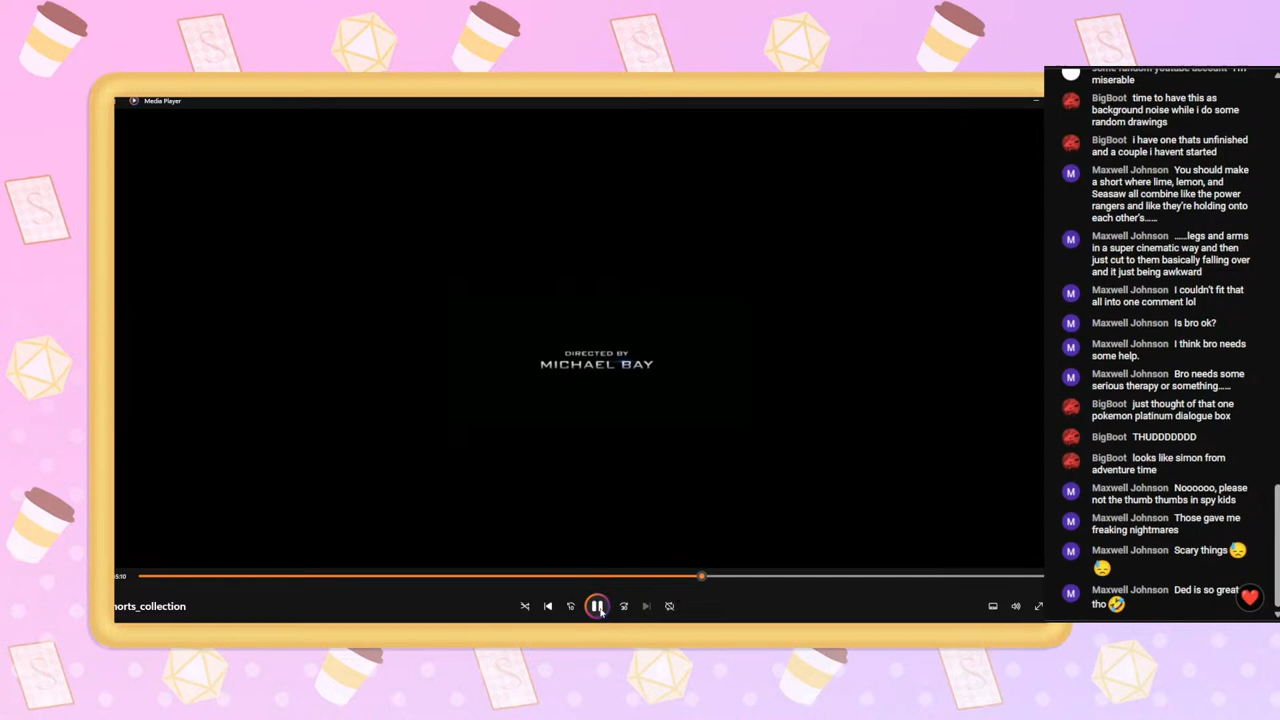 Media Player
DIRECTED BY
MICHAEL BAY
5:10
horts_collection
miserable
BigBoot time to have this as
background noise while i do some
random drawings
BigBoot i have one thats unfinished
and a couple i havent started
Maxwell Johnson You should make
a short where lime, lemon, and
Seasaw all combine like the power
rangers and like they're holding onto
each other's......
Maxwell Johnson ......legs and arms
in a super cinematic way and then
just cut to them basically falling over
and it just being awkward
Maxwell Johnson I couldn't fit that
all into one comment lol
Maxwell Johnson Is bro ok?
Maxwell Johnson I think bro needs
some help.
Maxwell Johnson Bro needs some
serious therapy or something......
BigBoot just thought of that one
pokemon platinum dialogue box
BigBoot THUDDDDDDD
BigBoot looks like simon from
adventure time
Maxwell Johnson Noooooo, please
not the thumb thumbs in spy kids
Maxwell Johnson Those gave me
freaking nightmares
Maxwell Johnson Scary things 😓
😓
Maxwell Johnson Ded is so great
tho 🤣